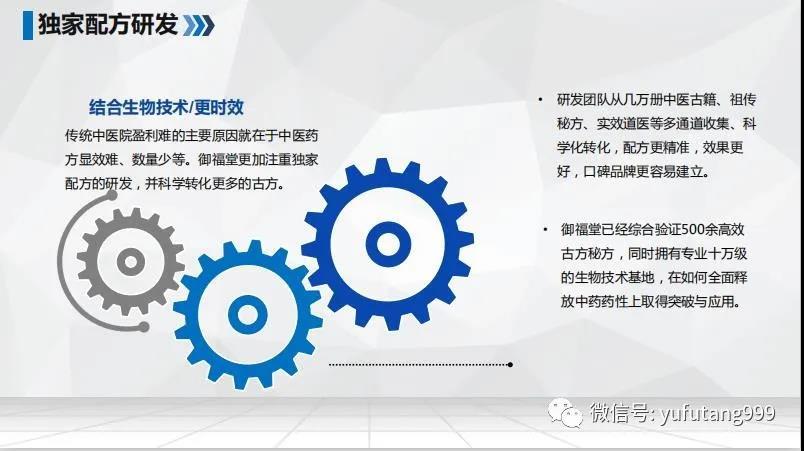 独家配方研发
结合生物技术/更时效
传统中医院盈利难的主要原因就在于中医药
方显效难、数量少等。御福堂更加注重独家
配方的研发，并科学转化更多的古方。
• 研发团队从几万册中医古籍、祖传
秘方、实效道医等多通道收集、科
学化转化，配方更精准，效果更
好，口碑品牌更容易建立。
• 御福堂已经综合验证500余高效
古方秘方，同时拥有专业十万级
的生物技术基地，在如何全面释
放中药药性上取得突破与应用。
微信号: yufutang999